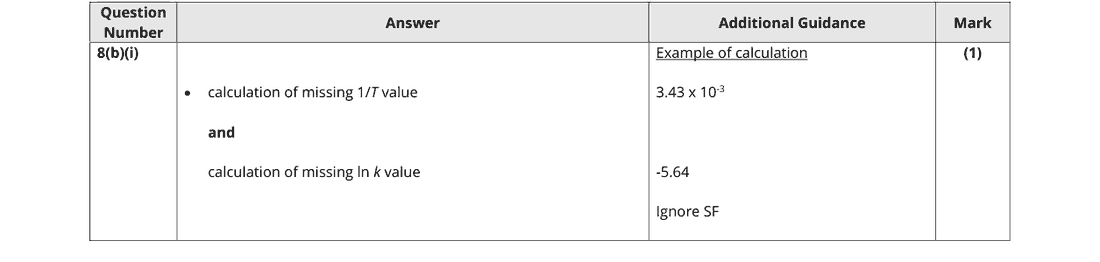 Question Number Answer Additional Guidance Mark
8(b)(i) Example of calculation (1)
• calculation of missing 1/T value 3.43 x 10⁻³
and
calculation of missing ln k value -5.64
Ignore SF